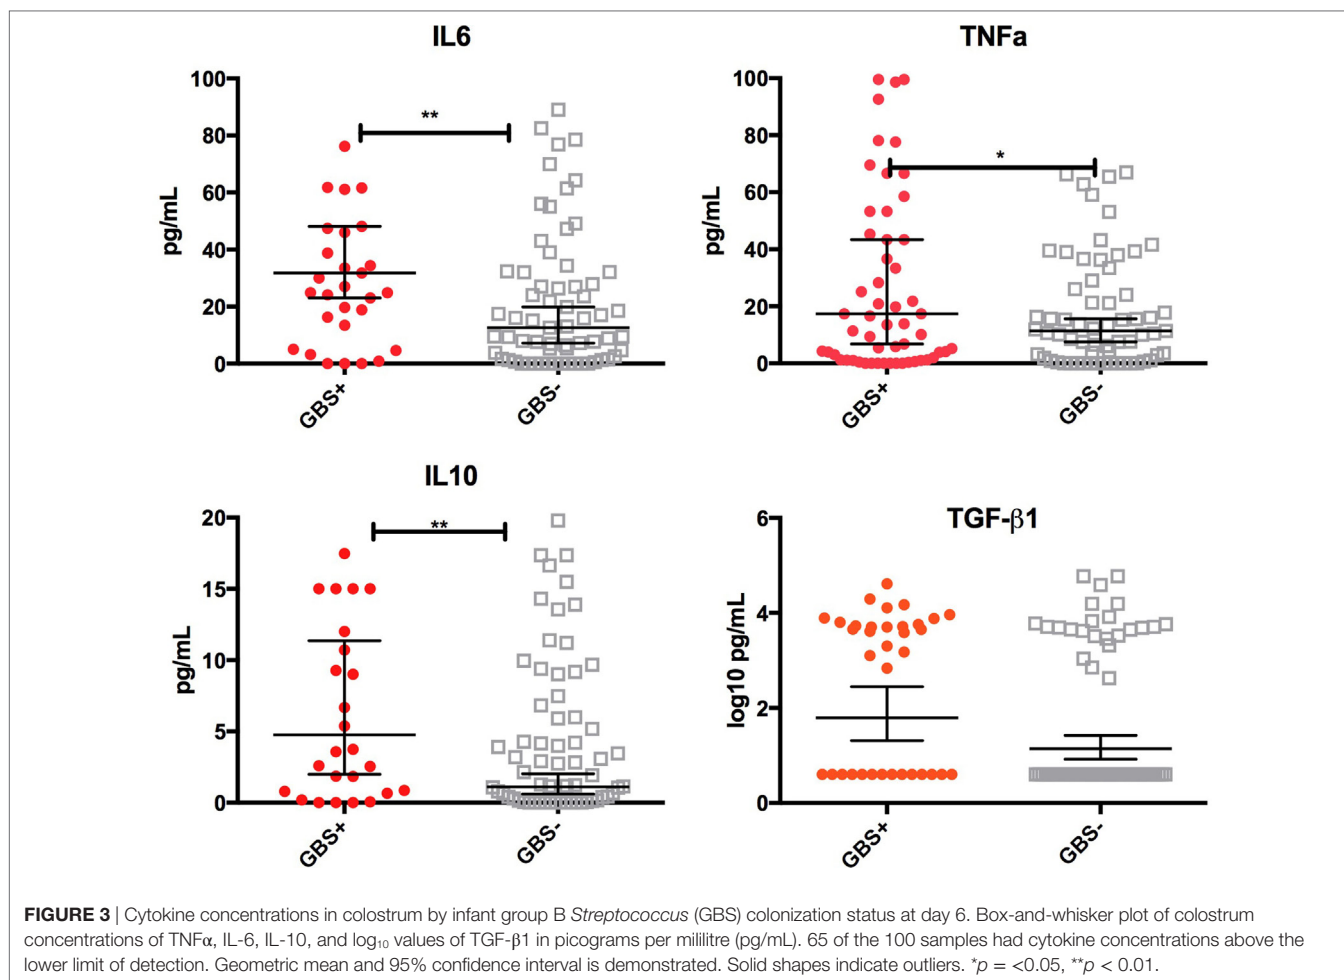 IL6
TNFa
100
80
60
40
20
0
pg/mL
**
GBS+
GBS-
100
80
60
40
20
0
pg/mL
*
GBS+
GBS-
IL10
TGF-β1
20
15
10
5
0
pg/mL
**
GBS+
GBS-
6
4
2
0
log10 pg/mL
GBS+
GBS-
FIGURE 3 | Cytokine concentrations in colostrum by infant group B Streptococcus (GBS) colonization status at day 6. Box-and-whisker plot of colostrum
concentrations of TNFα, IL-6, IL-10, and log₁₀ values of TGF-β1 in picograms per mililitre (pg/mL). 65 of the 100 samples had cytokine concentrations above the
lower limit of detection. Geometric mean and 95% confidence interval is demonstrated. Solid shapes indicate outliers. *p = <0.05, **p < 0.01.